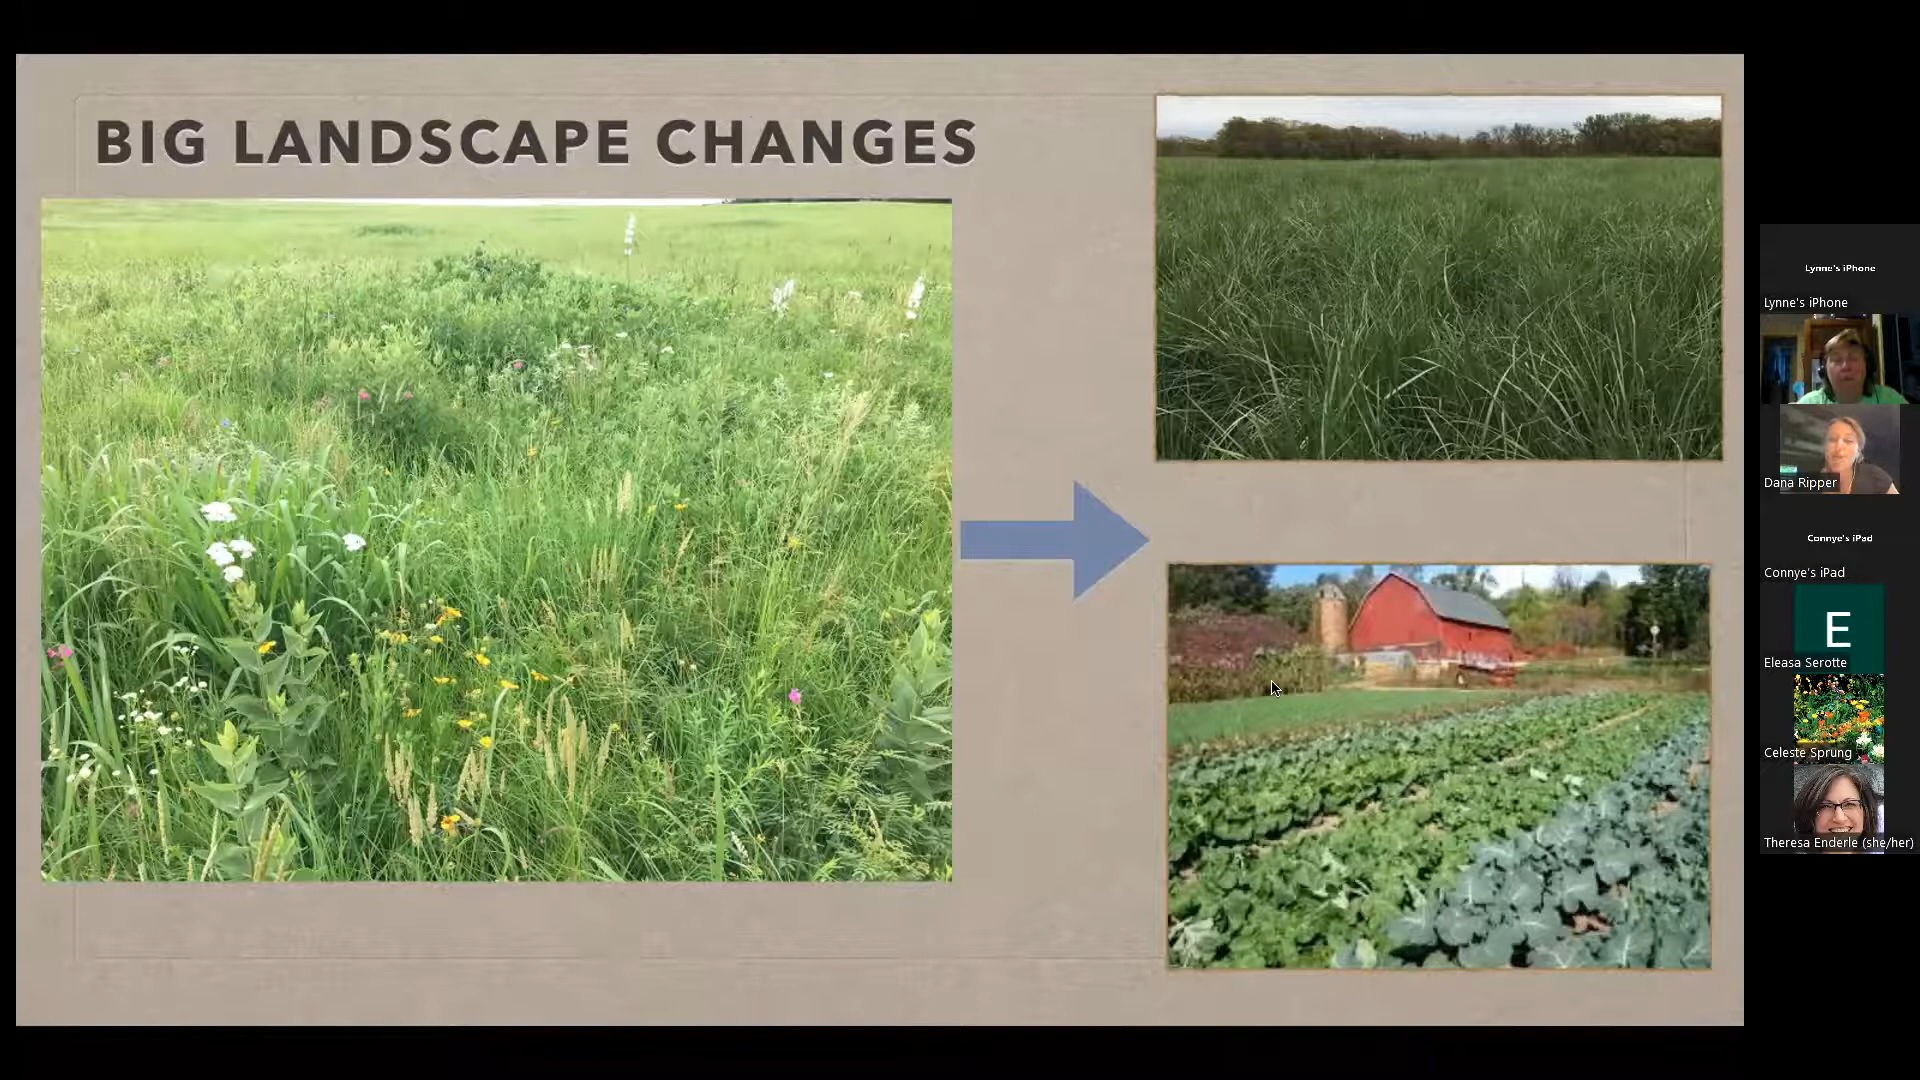 BIG LANDSCAPE CHANGES
Lynne's iPhone
Lynne's iPhone
Dana Ripper
Connye's iPad
Connye's iPad
E
Eleasa Serotte
Celeste Sprung
Theresa Enderle (she/her)